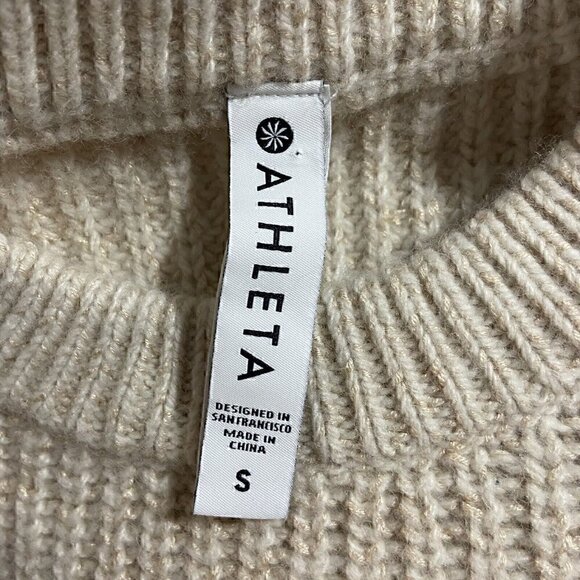 ATHLETA
DESIGNED IN
SAN FRANCISCO
MADE IN
CHINA
S